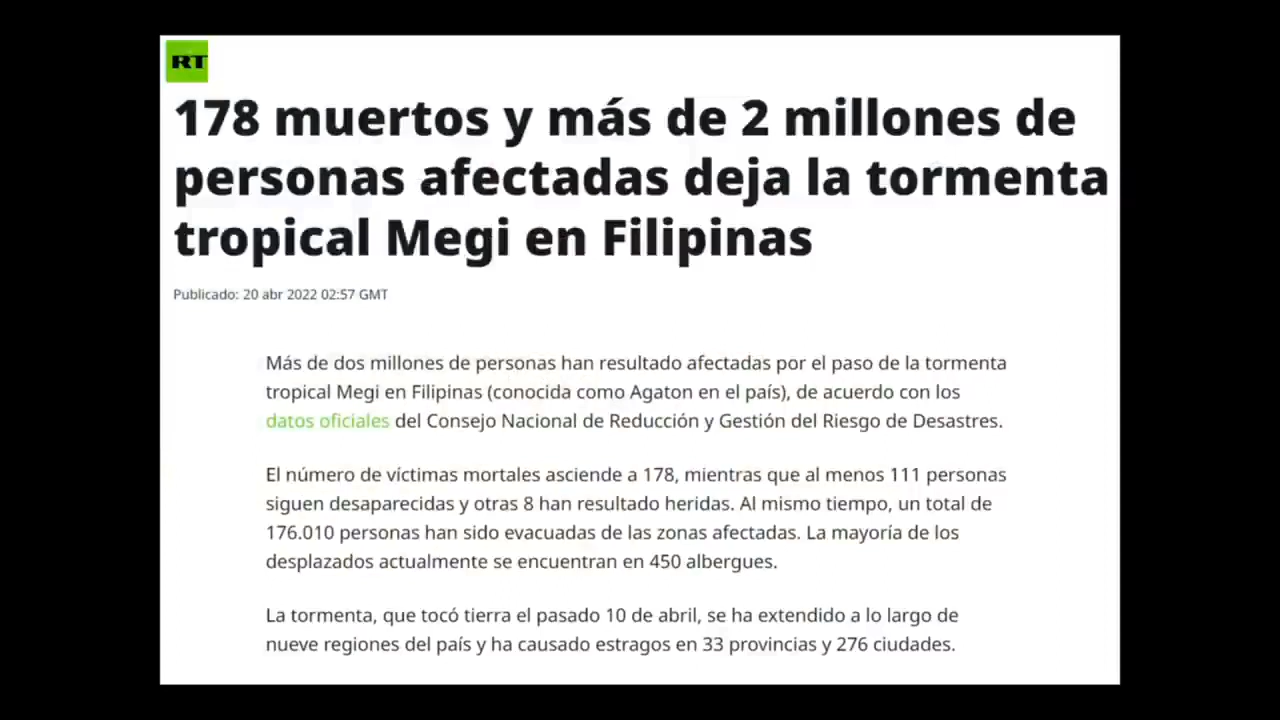 RT
178 muertos y más de 2 millones de
personas afectadas deja la tormenta
tropical Megi en Filipinas
Publicado: 20 abr 2022 02:57 GMT
Más de dos millones de personas han resultado afectadas por el paso de la tormenta
tropical Megi en Filipinas (conocida como Agaton en el país), de acuerdo con los
datos oficiales del Consejo Nacional de Reducción y Gestión del Riesgo de Desastres.
El número de víctimas mortales asciende a 178, mientras que al menos 111 personas
siguen desaparecidas y otras 8 han resultado heridas. Al mismo tiempo, un total de
176.010 personas han sido evacuadas de las zonas afectadas. La mayoría de los
desplazados actualmente se encuentran en 450 albergues.
La tormenta, que tocó tierra el pasado 10 de abril, se ha extendido a lo largo de
nueve regiones del país y ha causado estragos en 33 provincias y 276 ciudades.